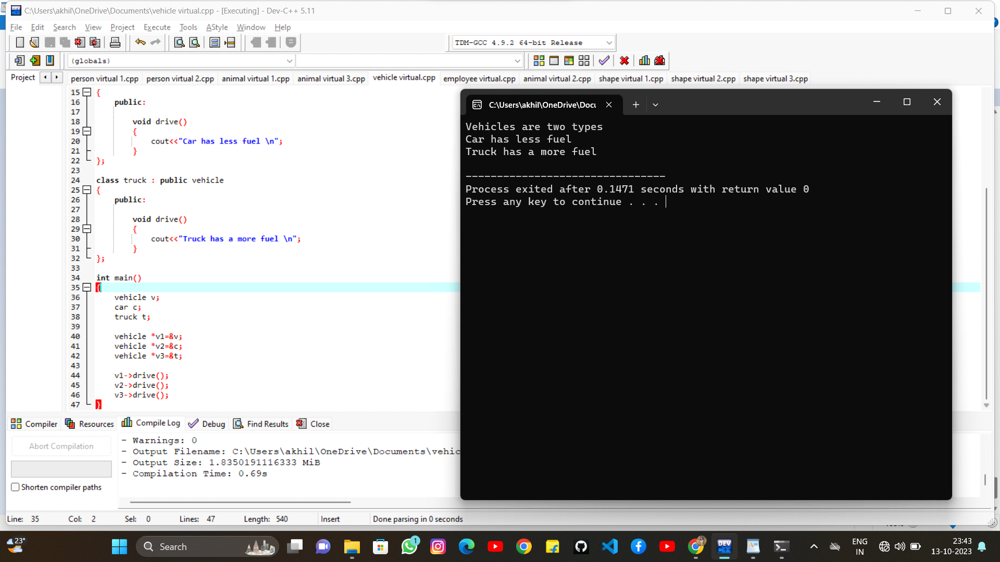 C:\Users\akhil\OneDrive\Documents\vehicle virtual.cpp - [Executing] - Dev-C++ 5.11
File Edit Search View Project Execute Tools AStyle Window Help
TDM-GCC 4.9.2 64-bit Release
(globals)
Project
person virtual 1.cpp person virtual 2.cpp animal virtual 1.cpp animal virtual 3.cpp vehicle virtual.cpp employee virtual.cpp animal virtual 2.cpp shape virtual 1.cpp shape virtual 2.cpp shape virtual 3.cpp
15 {
16 public:
17
18 void drive()
19 {
20 cout<<"Car has less fuel \n";
21 }
22 };
23
24 class truck : public vehicle
25 {
26 public:
27
28 void drive()
29 {
30 cout<<"Truck has a more fuel \n";
31 }
32 };
33
34 int main()
35 {
36 vehicle v;
37 car c;
38 truck t;
39
40 vehicle *v1=&v;
41 vehicle *v2=&c;
42 vehicle *v3=&t;
43
44 v1->drive();
45 v2->drive();
46 v3->drive();
47 }
C:\Users\akhil\OneDrive\Docu
Vehicles are two types
Car has less fuel
Truck has a more fuel
--------------------------------
Process exited after 0.1471 seconds with return value 0
Press any key to continue . . .
Compiler Resources Compile Log Debug Find Results Close
Abort Compilation
Shorten compiler paths
- Warnings: 0
- Output Filename: C:\Users\akhil\OneDrive\Documents\vehic
- Output Size: 1.8350191116333 MiB
- Compilation Time: 0.69s
Line: 35 Col: 2 Sel: 0 Lines: 47 Length: 540 Insert Done parsing in 0 seconds
23°
Search
1
DEV C++
ENG
IN
23:43
13-10-2023